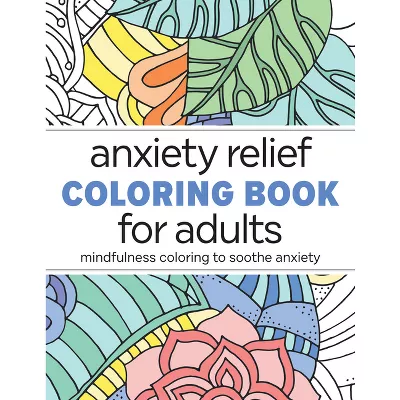 anxiety relief
COLORING BOOK
for adults
mindfulness coloring to soothe anxiety